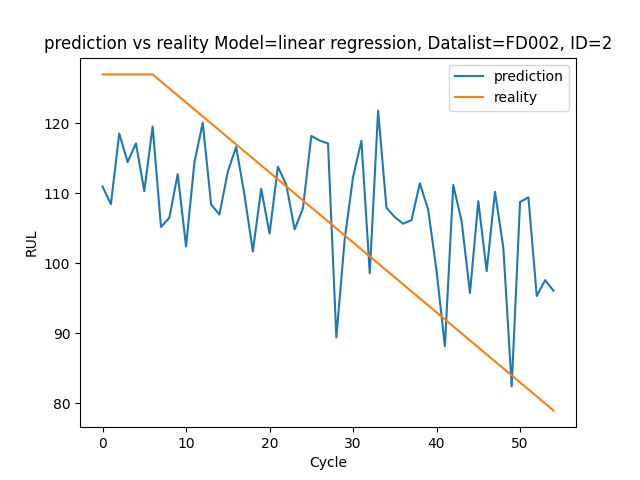 prediction vs reality Model=linear regression, Datalist=FD002, ID=2
prediction
reality
RUL
120
110
100
90
80
0 10 20 30 40 50
Cycle